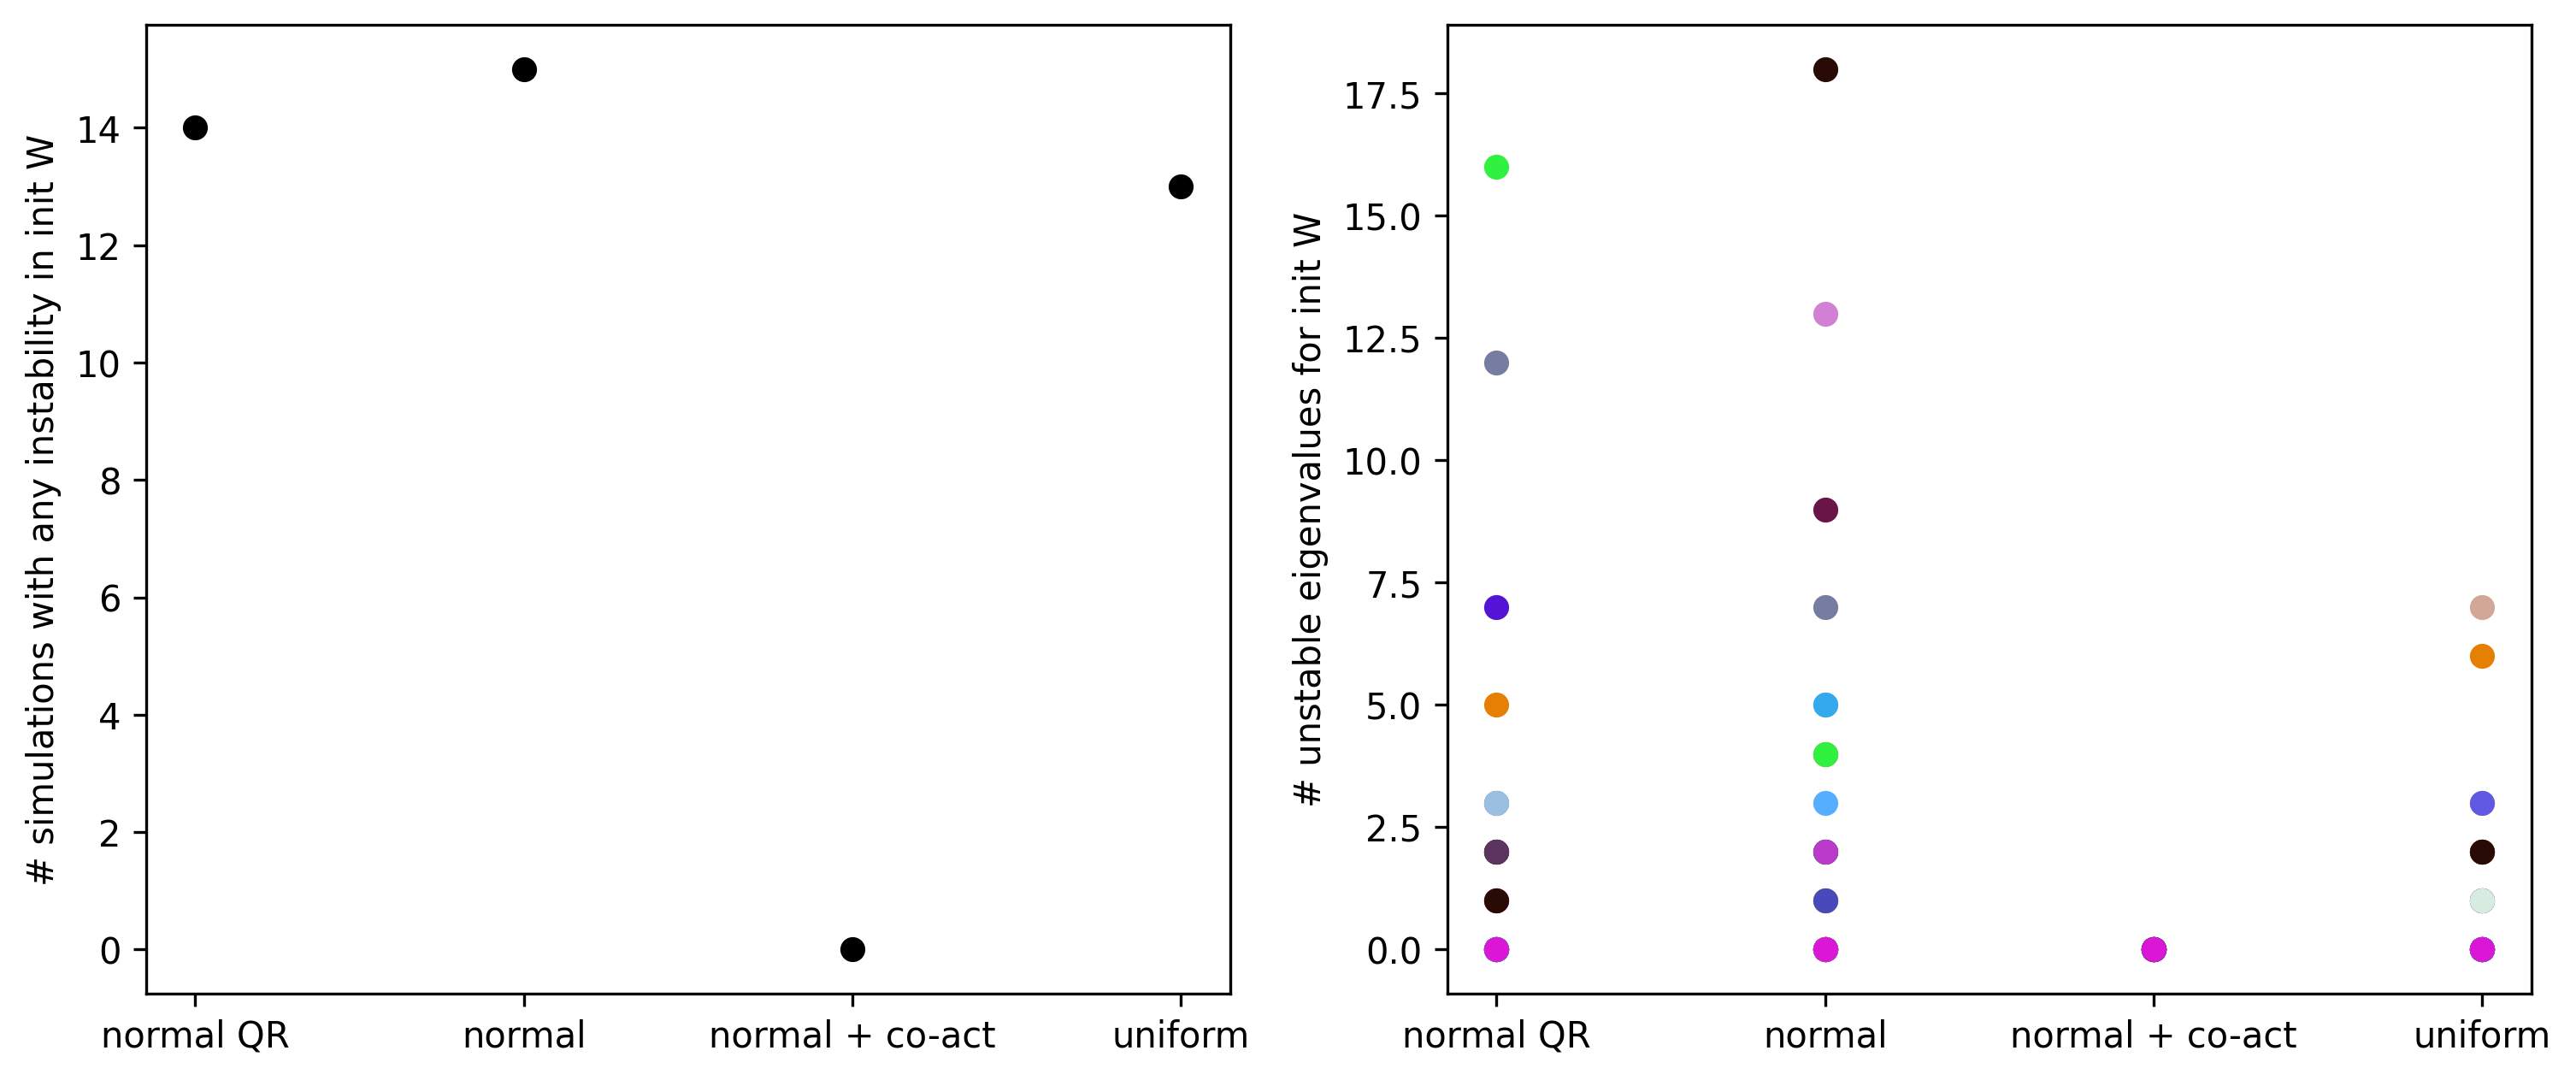 # simulations with any instability in init W
14
12
10
8
6
4
2
0
normal QR
normal
normal + co-act
uniform
# unstable eigenvalues for init W
17.5
15.0
12.5
10.0
7.5
5.0
2.5
0.0
normal QR
normal
normal + co-act
uniform